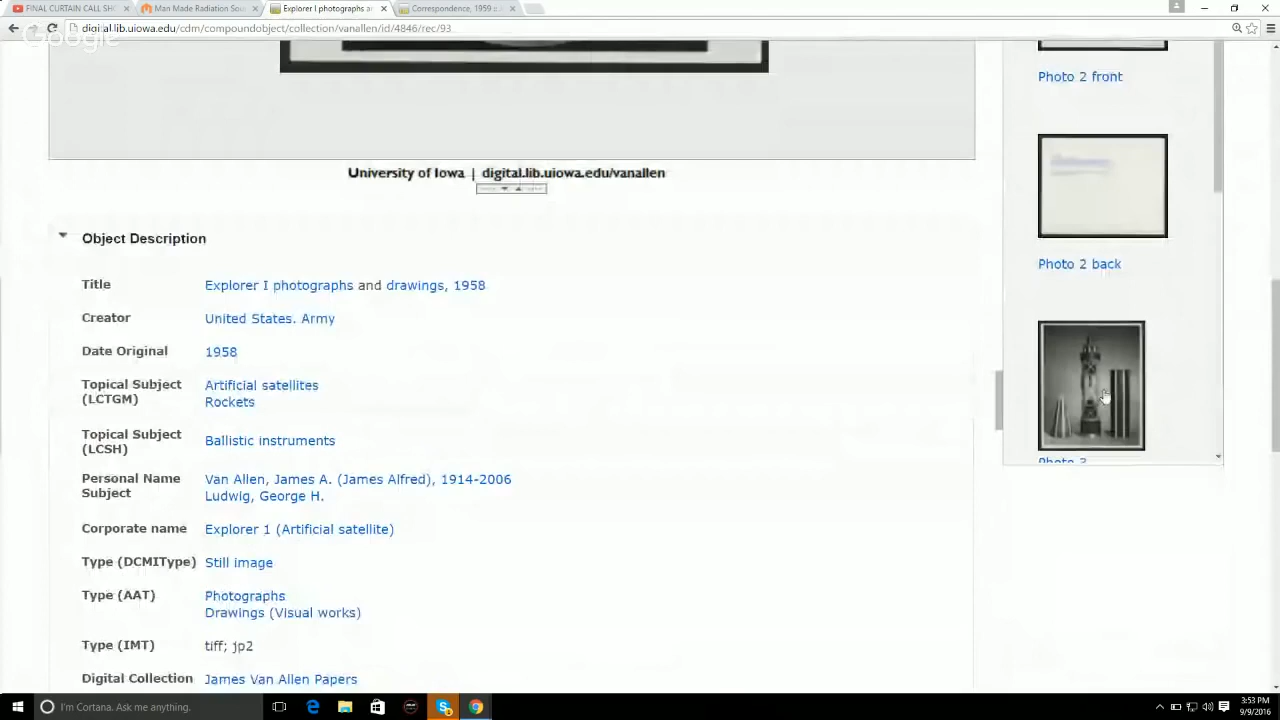 FINAL CURTAIN CALL SH
Man Made Radiation Sou
Explorer I photographs a
Correspondence, 1959 c
digital.lib.uiowa.edu/cdm/compoundobject/collection/vanallen/id/4846/rec/93
Google
Photo 2 front
University of Iowa | digital.lib.uiowa.edu/vanallen
Photo 2 back
Object Description
Title Explorer I photographs and drawings, 1958
Creator United States. Army
Date Original 1958
Topical Subject (LCTGM) Artificial satellites
Rockets
Topical Subject (LCSH) Ballistic instruments
Personal Name Subject Van Allen, James A. (James Alfred), 1914-2006
Ludwig, George H.
Corporate name Explorer 1 (Artificial satellite)
Type (DCMIType) Still image
Type (AAT) Photographs
Drawings (Visual works)
Type (IMT) tiff; jp2
Digital Collection James Van Allen Papers
Photo 3
I'm Cortana. Ask me anything.
3:53 PM
9/9/2016